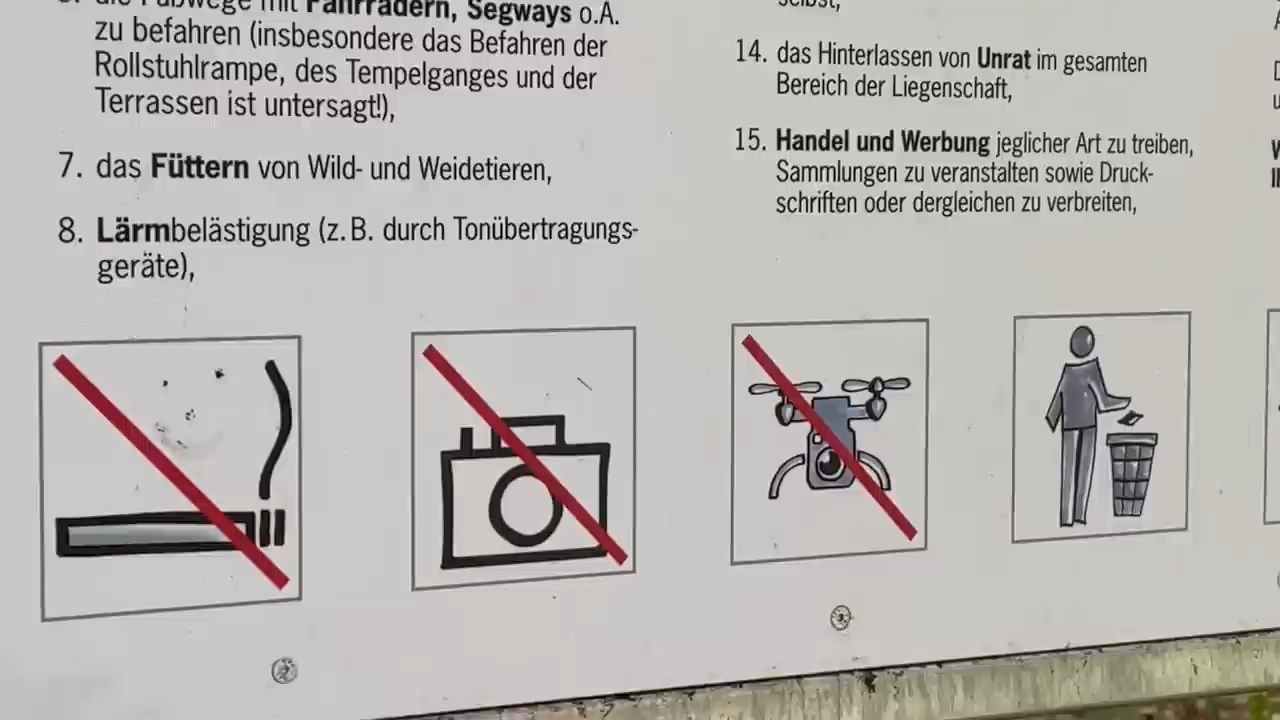 die Fußwege mit Fahrrädern, Segways o.Ä.
zu befahren (insbesondere das Befahren der
Rollstuhlrampe, des Tempelganges und der
Terrassen ist untersagt!),
7. das Füttern von Wild- und Weidetieren,
8. Lärmbelästigung (z.B. durch Tonübertragungs-
geräte),
selbst,
14. das Hinterlassen von Unrat im gesamten
Bereich der Liegenschaft,
15. Handel und Werbung jeglicher Art zu treiben,
Sammlungen zu veranstalten sowie Druck-
schriften oder dergleichen zu verbreiten,